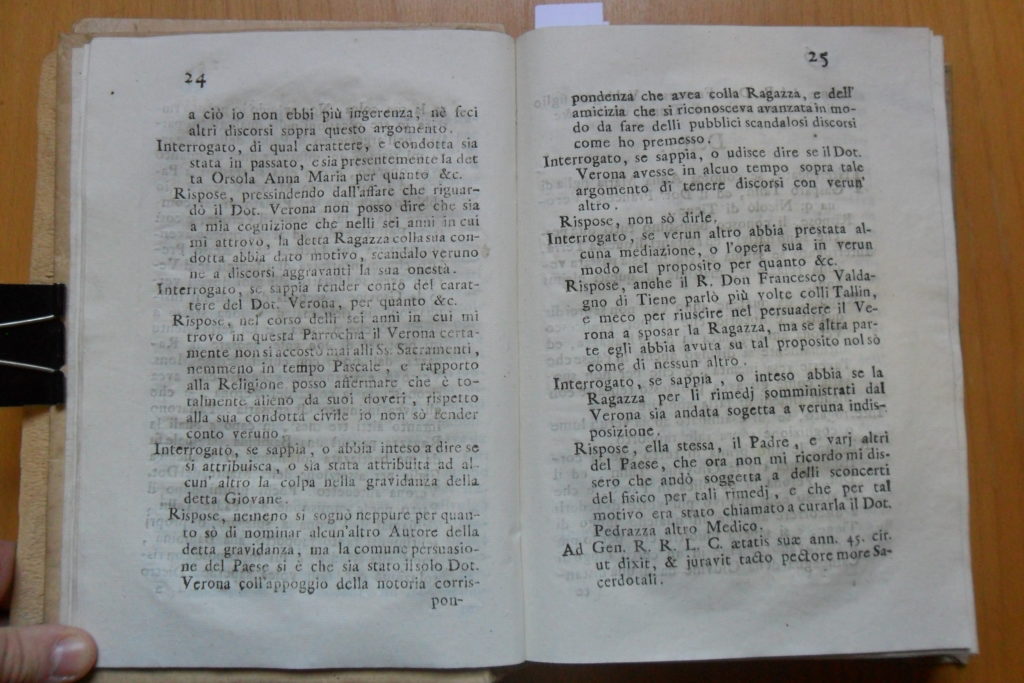 24
a ciò io non ebbi più ingerenza, nè feci
altri discorsi sopra questo argomento.
Interrogato, di qual carattere, e condotta sia
stata in passato, e sia presentemente la det
ta Orsola Anna Maria per quanto &c.
Rispose, pressindendo dall'affare che riguar-
dò il Dot. Verona non posso dire che sia
a mia cognizione che nelli sei anni in cui
mi attrovo, la detta Ragazza colla sua con-
dotta abbia dato motivo, scandalo veruno
ne a discorsi aggravanti la sua onestà.
Interrogato, se sappia render conto del carat-
tere del Dot. Verona, per quanto &c.
Rispose, nel corso delli sei anni in cui mi
trovo in questa Parrochia il Verona certa-
mente non si accostò mai alli Ss. Sacramenti,
nemmeno in tempo Pascale, e rapporto
alla Religione posso affermare che è to-
talmente alieno da suoi doveri, rispetto
alla sua condotta civile io non sò render
conto veruno.
Interrogato, se sappia, o abbia inteso a dire se
si attribuisca, o sia stata attribuita ad al-
cun'altro la colpa nella gravidanza della
detta Giovane.
Rispose, nemeno si sognò neppure per quan-
to sò di nominar alcun'altro Autore della
detta gravidanza, ma la comune persuasio-
ne del Paese si è che sia stato il solo Dot.
Verona coll'appoggio della notoria corris-
pon-
25
pondenza che avea colla Ragazza, e dell'
amicizia che si riconosceva avanzata in mo-
do da fare delli pubblici scandalosi discorsi
come ho premesso.
Interrogato, se sappia, o udisce dire se il Dot.
Verona avesse in alcuo tempo sopra tale
argomento di tenere discorsi con verun'
altro.
Rispose, non sò dirle.
Interrogato, se verun altro abbia prestata al-
cuna mediazione, o l'opera sua in verun
modo nel proposito per quanto &c.
Rispose, anche il R. Don Francesco Valda-
gno di Tiene parlò più volte colli Tallin,
e meco per riuscire nel persuadere il Ve-
rona a sposar la Ragazza, ma se altra par-
te egli abbia avuta su tal proposito nol sò
come di nessun altro.
Interrogato, se sappia, o inteso abbia se la
Ragazza per li rimedj somministrati dal
Verona sia andata sogetta a veruna indis-
posizione.
Rispose, ella stessa, il Padre, e varj altri
del Paese, che ora non mi ricordo mi dis-
sero che andò soggetta a delli sconcerti
del fisico per tali rimedj, e che per tal
motivo era stato chiamato a curarla il Dot.
Pedrazza altro Medico.
Ad Gen. R. R. L. C. ætatis suæ ann. 45. cir.
ut dixit, & juravit tacto pectore more Sa-
cerdotali.